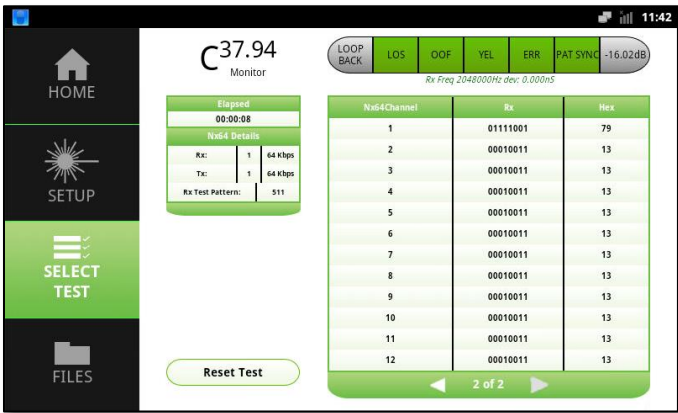 11:42
HOME
SETUP
SELECT
TEST
FILES
C37.94
Monitor
Elapsed
00:00:08
Nx64 Details
Rx: 1 64 Kbps
Tx: 1 64 Kbps
Rx Test Pattern: 511
Reset Test
LOOP
BACK
LOS OOF YEL ERR PAT SYNC -16.02dB
Rx Freq 2048000Hz dev: 0.000nS
Nx64Channel Rx Hex
1 01111001 79
2 00010011 13
3 00010011 13
4 00010011 13
5 00010011 13
6 00010011 13
7 00010011 13
8 00010011 13
9 00010011 13
10 00010011 13
11 00010011 13
12 00010011 13
2 of 2